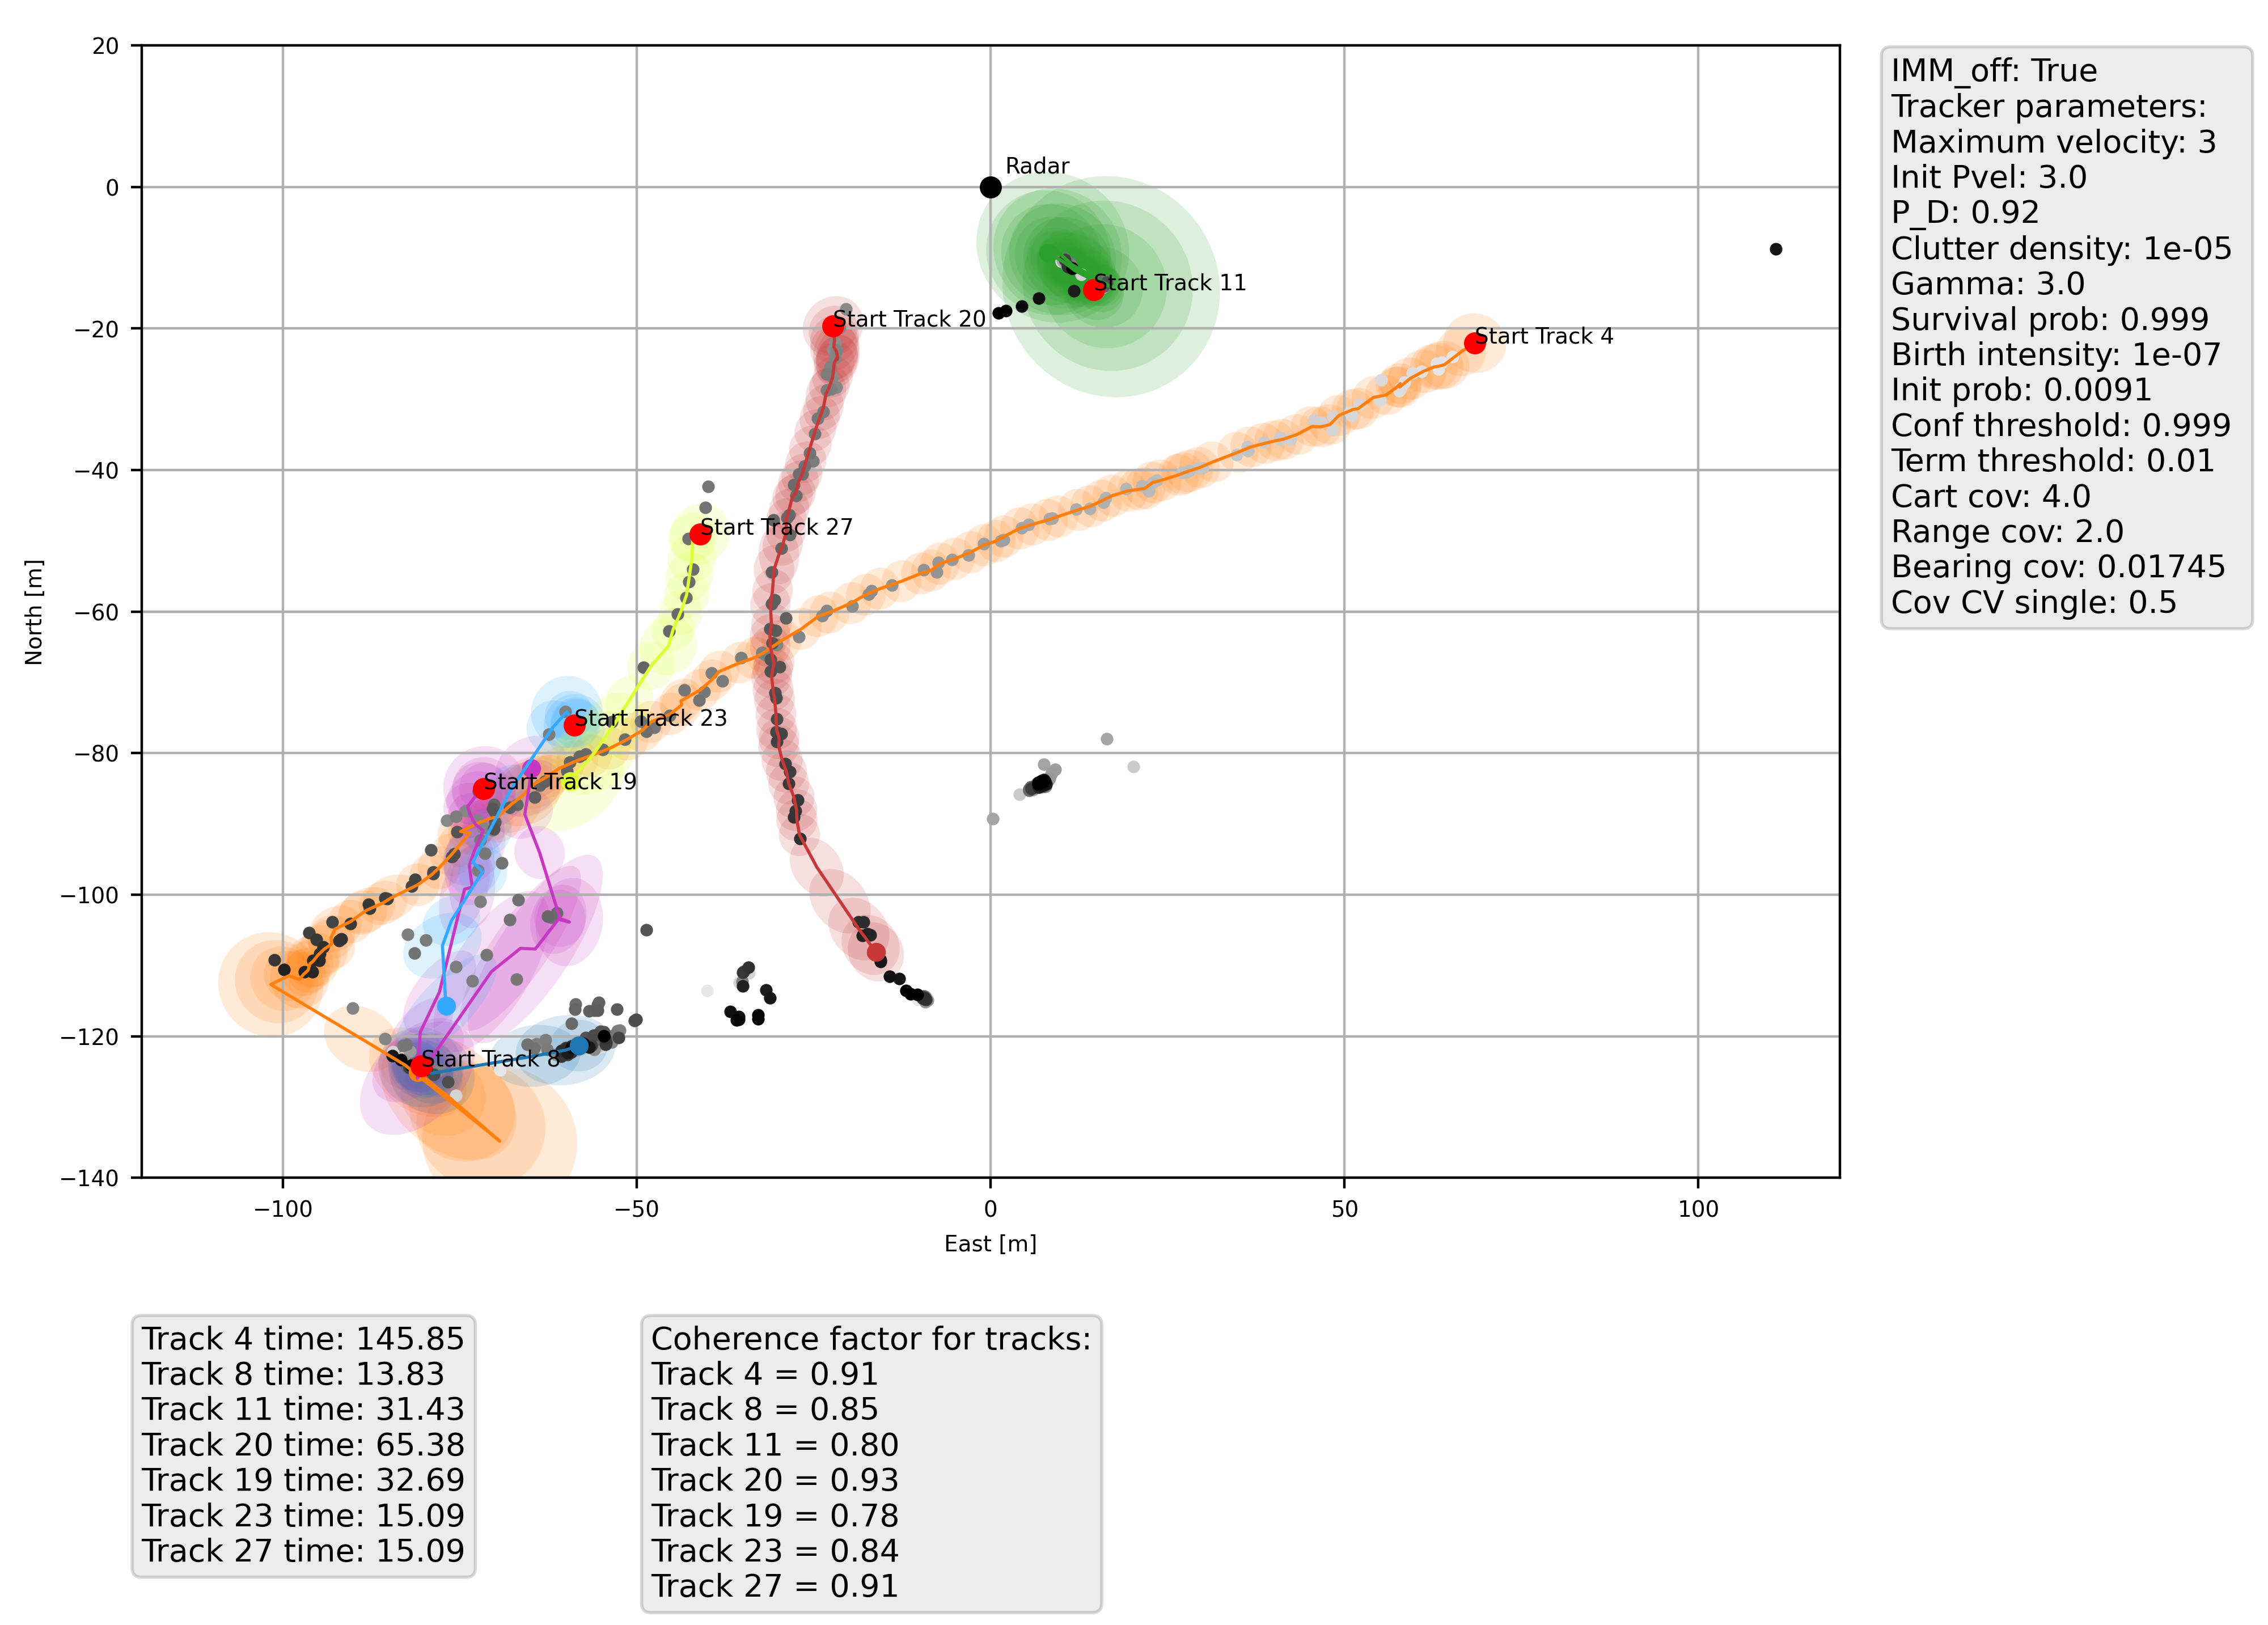 20
0
−20
−40
−60
−80
−100
−120
−140
North [m]
Radar
Start Track 11
Start Track 20
Start Track 4
Start Track 27
Start Track 23
Start Track 19
Start Track 8
−100
−50
0
50
100
East [m]
IMM_off: True
Tracker parameters:
Maximum velocity: 3
Init Pvel: 3.0
P_D: 0.92
Clutter density: 1e-05
Gamma: 3.0
Survival prob: 0.999
Birth intensity: 1e-07
Init prob: 0.0091
Conf threshold: 0.999
Term threshold: 0.01
Cart cov: 4.0
Range cov: 2.0
Bearing cov: 0.01745
Cov CV single: 0.5
Track 4 time: 145.85
Track 8 time: 13.83
Track 11 time: 31.43
Track 20 time: 65.38
Track 19 time: 32.69
Track 23 time: 15.09
Track 27 time: 15.09
Coherence factor for tracks:
Track 4 = 0.91
Track 8 = 0.85
Track 11 = 0.80
Track 20 = 0.93
Track 19 = 0.78
Track 23 = 0.84
Track 27 = 0.91